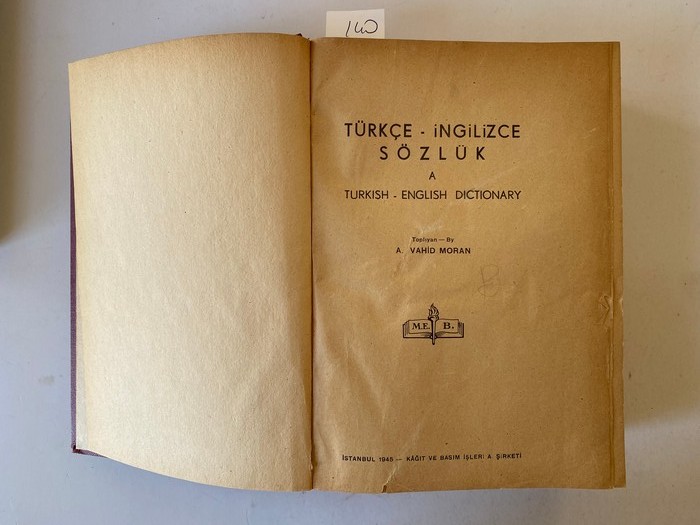 140
TÜRKÇE - İNGİLİZCE
SÖZLÜK
A
TURKISH - ENGLISH DICTIONARY
Toplıyan — By
A. VAHİD MORAN
M.E. B.
İSTANBUL 1945 — KÂĞIT VE BASIM İŞLERİ A. ŞİRKETİ